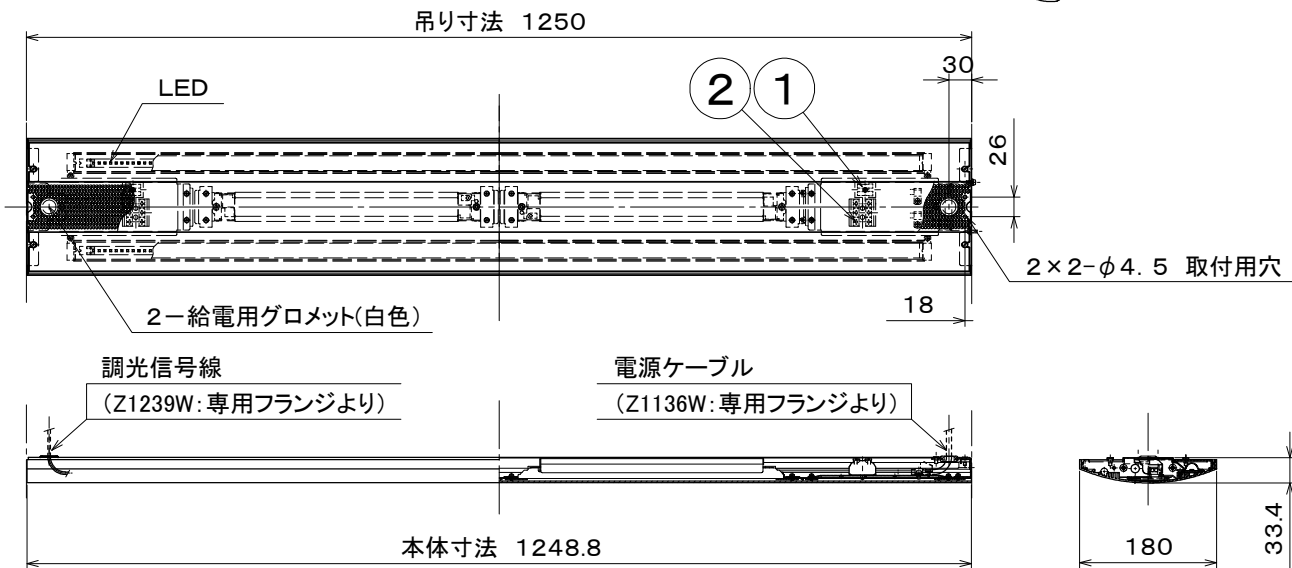 吊り寸法 1250
30
LED
2
1
26
2×2-φ4.5 取付用穴
18
2-給電用グロメット(白色)
調光信号線
(Z1239W:専用フランジより)
電源ケーブル
(Z1136W:専用フランジより)
本体寸法 1248.8
180
33.4